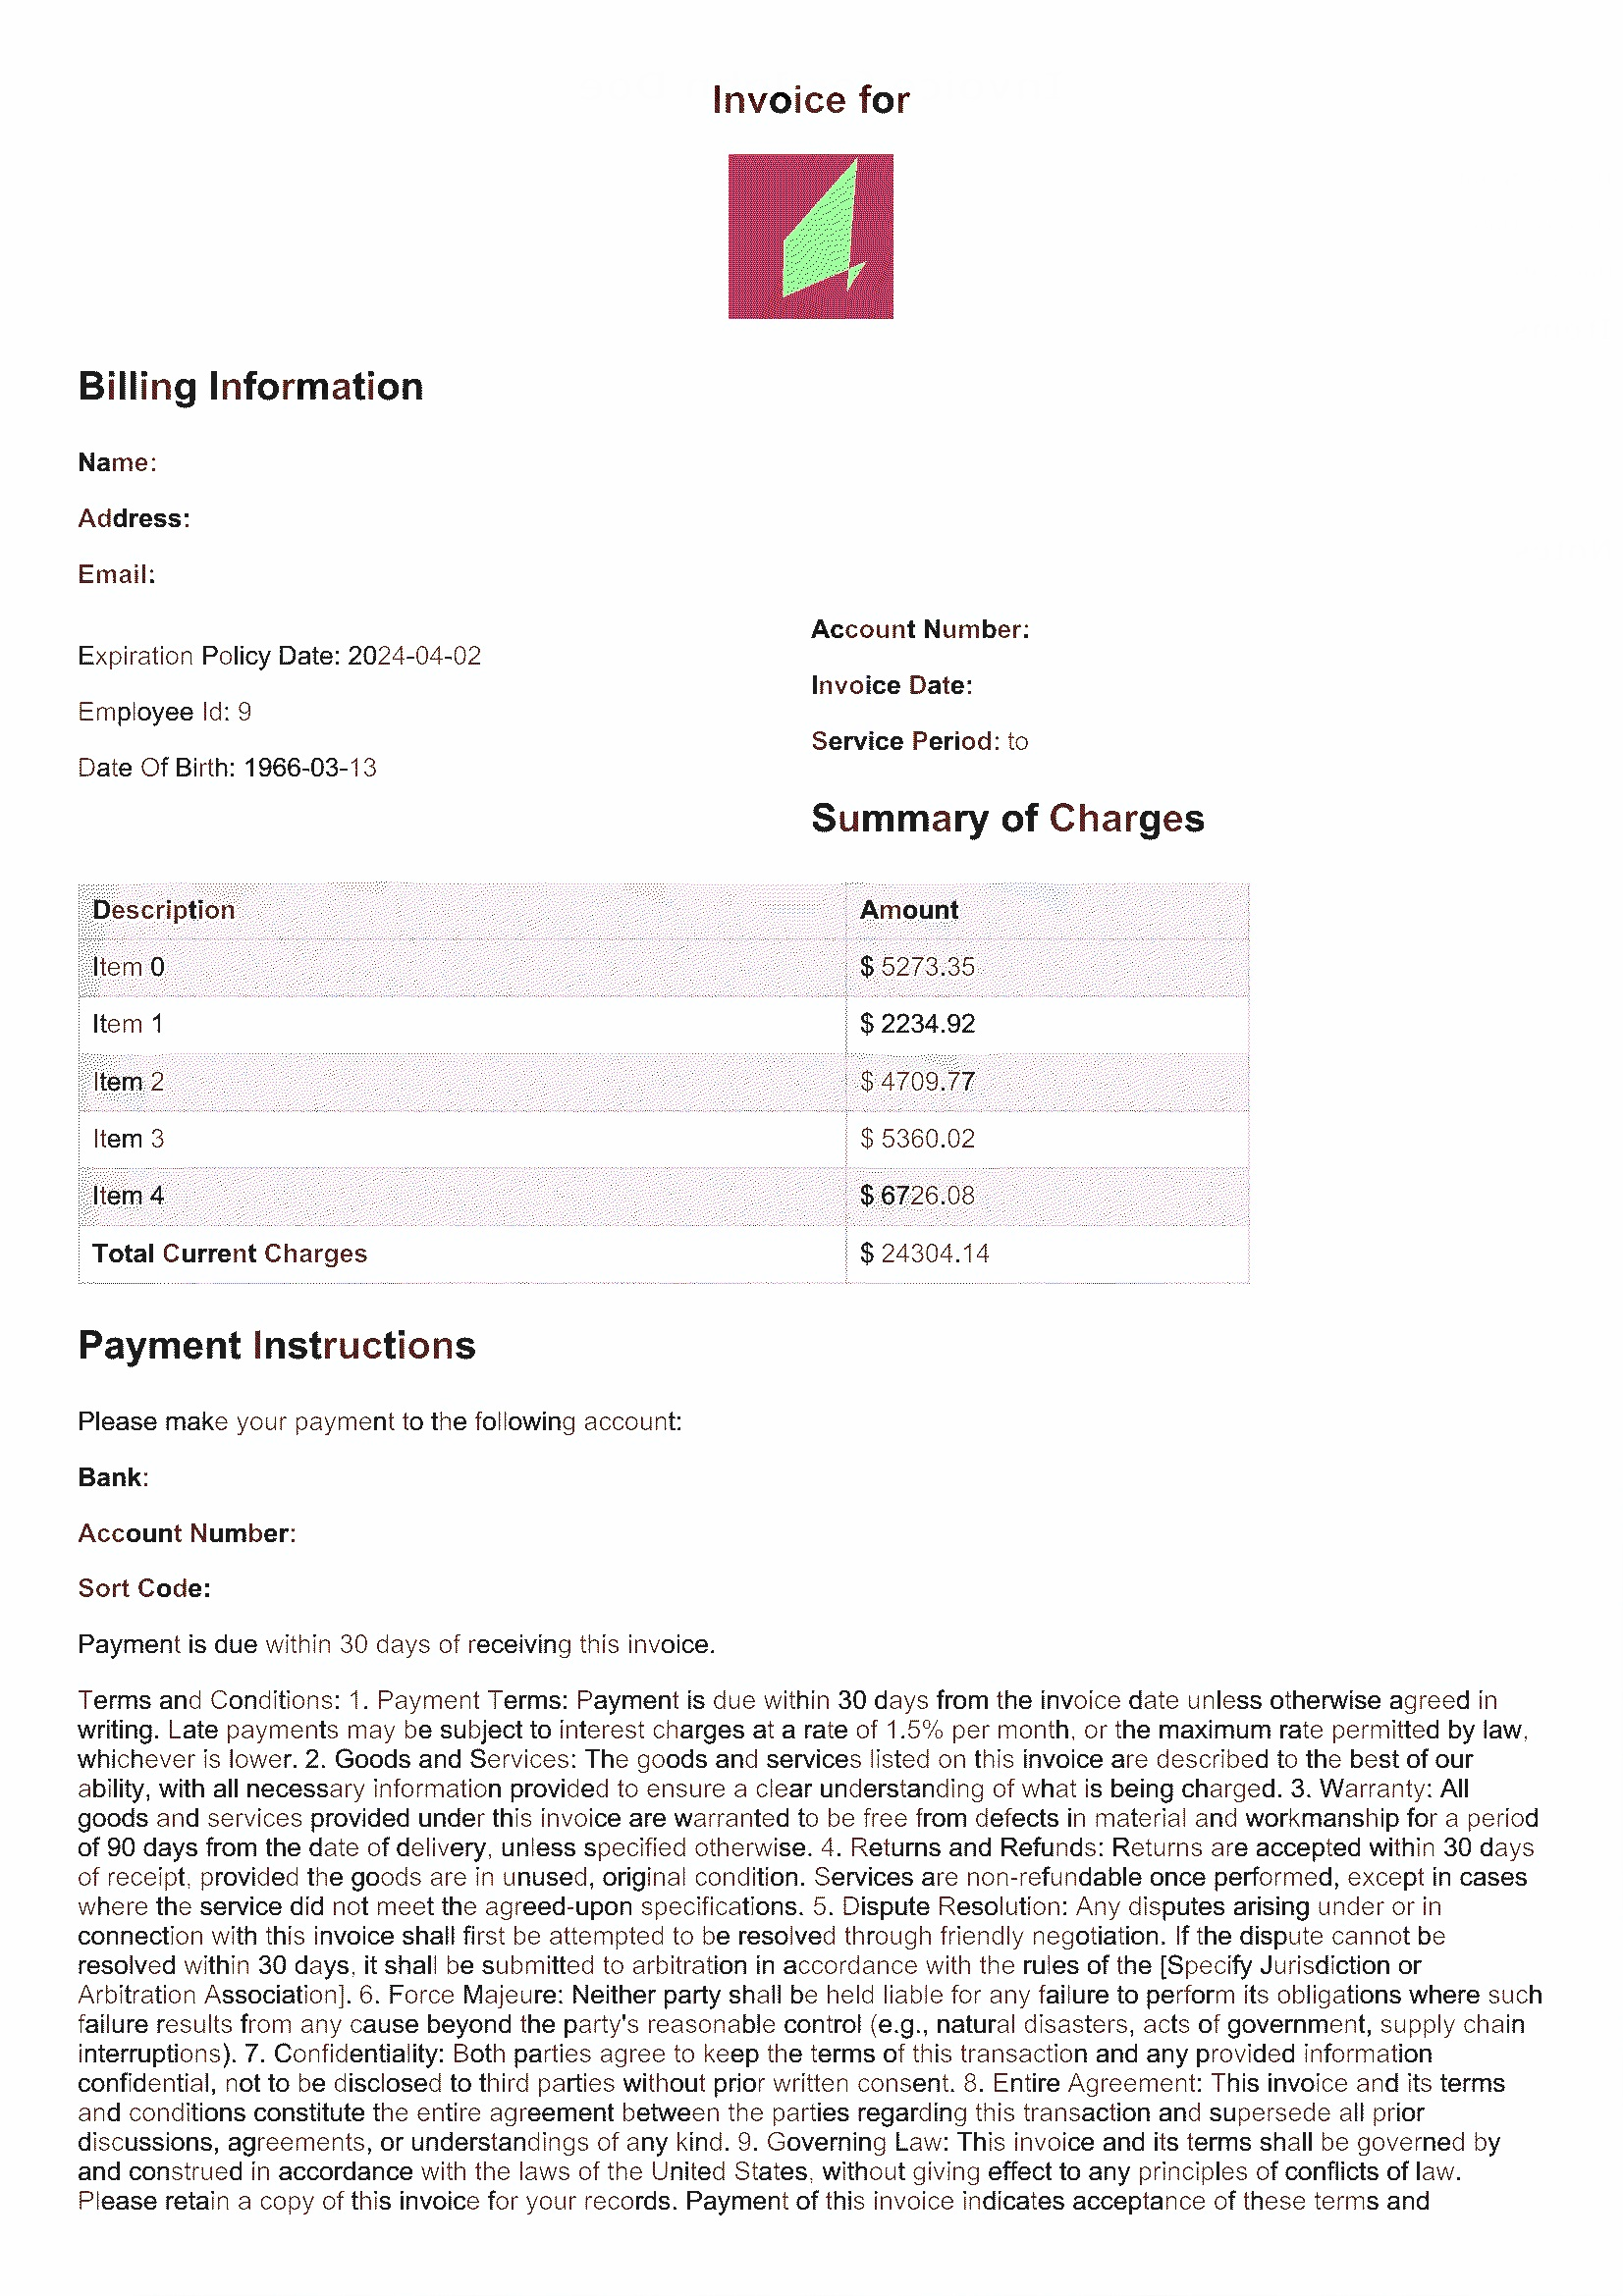 Invoice for
Billing Information
Name:
Address:
Email:
Expiration Policy Date: 2024-04-02
Employee Id: 9
Date Of Birth: 1966-03-13
Account Number:
Invoice Date:
Service Period: to
Summary of Charges
Description Amount
Item 0 $ 5273.35
Item 1 $ 2234.92
Item 2 $ 4709.77
Item 3 $ 5360.02
Item 4 $ 6726.08
Total Current Charges $ 24304.14
Payment Instructions
Please make your payment to the following account:
Bank:
Account Number:
Sort Code:
Payment is due within 30 days of receiving this invoice.
Terms and Conditions: 1. Payment Terms: Payment is due within 30 days from the invoice date unless otherwise agreed in
writing. Late payments may be subject to interest charges at a rate of 1.5% per month, or the maximum rate permitted by law,
whichever is lower. 2. Goods and Services: The goods and services listed on this invoice are described to the best of our
ability, with all necessary information provided to ensure a clear understanding of what is being charged. 3. Warranty: All
goods and services provided under this invoice are warranted to be free from defects in material and workmanship for a period
of 90 days from the date of delivery, unless specified otherwise. 4. Returns and Refunds: Returns are accepted within 30 days
of receipt, provided the goods are in unused, original condition. Services are non-refundable once performed, except in cases
where the service did not meet the agreed-upon specifications. 5. Dispute Resolution: Any disputes arising under or in
connection with this invoice shall first be attempted to be resolved through friendly negotiation. If the dispute cannot be
resolved within 30 days, it shall be submitted to arbitration in accordance with the rules of the [Specify Jurisdiction or
Arbitration Association]. 6. Force Majeure: Neither party shall be held liable for any failure to perform its obligations where such
failure results from any cause beyond the party's reasonable control (e.g., natural disasters, acts of government, supply chain
interruptions). 7. Confidentiality: Both parties agree to keep the terms of this transaction and any provided information
confidential, not to be disclosed to third parties without prior written consent. 8. Entire Agreement: This invoice and its terms
and conditions constitute the entire agreement between the parties regarding this transaction and supersede all prior
discussions, agreements, or understandings of any kind. 9. Governing Law: This invoice and its terms shall be governed by
and construed in accordance with the laws of the United States, without giving effect to any principles of conflicts of law.
Please retain a copy of this invoice for your records. Payment of this invoice indicates acceptance of these terms and